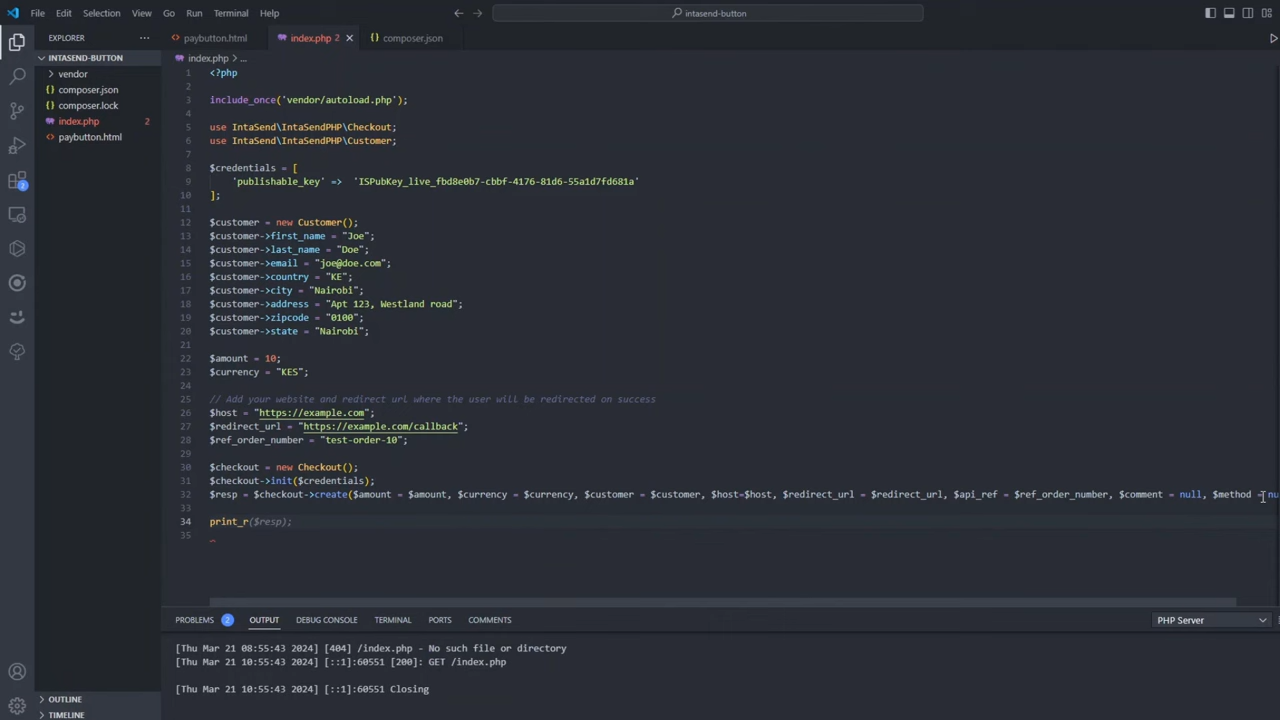 File Edit Selection View Go Run Terminal Help
intasend-button
EXPLORER
paybutton.html index.php 2 composer.json
INTASEND-BUTTON
index.php > ...
vendor
composer.json
composer.lock
index.php 2
paybutton.html
2
1 <?php
2
3 include_once('vendor/autoload.php');
4
5 use IntaSend\IntaSendPHP\Checkout;
6 use IntaSend\IntaSendPHP\Customer;
7
8 $credentials = [
9 'publishable_key' => 'ISPubKey_live_fbd8e0b7-cbbf-4176-81d6-55a1d7fd681a'
10 ];
11
12 $customer = new Customer();
13 $customer->first_name = "Joe";
14 $customer->last_name = "Doe";
15 $customer->email = "joe@doe.com";
16 $customer->country = "KE";
17 $customer->city = "Nairobi";
18 $customer->address = "Apt 123, Westland road";
19 $customer->zipcode = "0100";
20 $customer->state = "Nairobi";
21
22 $amount = 10;
23 $currency = "KES";
24
25 // Add your website and redirect url where the user will be redirected on success
26 $host = "https://example.com";
27 $redirect_url = "https://example.com/callback";
28 $ref_order_number = "test-order-10";
29
30 $checkout = new Checkout();
31 $checkout->init($credentials);
32 $resp = $checkout->create($amount = $amount, $currency = $currency, $customer = $customer, $host=$host, $redirect_url = $redirect_url, $api_ref = $ref_order_number, $comment = null, $method = nu
33
34 print_r($resp);
35
PROBLEMS 2 OUTPUT DEBUG CONSOLE TERMINAL PORTS COMMENTS
PHP Server
[Thu Mar 21 08:55:43 2024] [404] /index.php - No such file or directory
[Thu Mar 21 10:55:43 2024] [::1]:60551 [200]: GET /index.php
[Thu Mar 21 10:55:43 2024] [::1]:60551 Closing
OUTLINE
TIMELINE